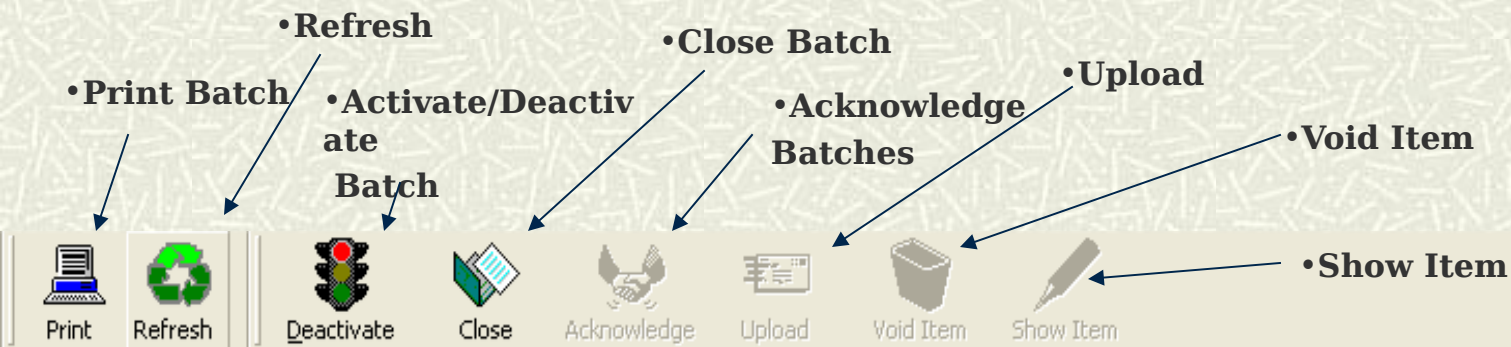 •Refresh
•Close Batch
•Upload
•Print Batch
•Activate/Deactiv
ate
Batch
•Acknowledge
Batches
•Void Item
•Show Item
Print Refresh Deactivate Close Acknowledge Upload Void Item Show Item